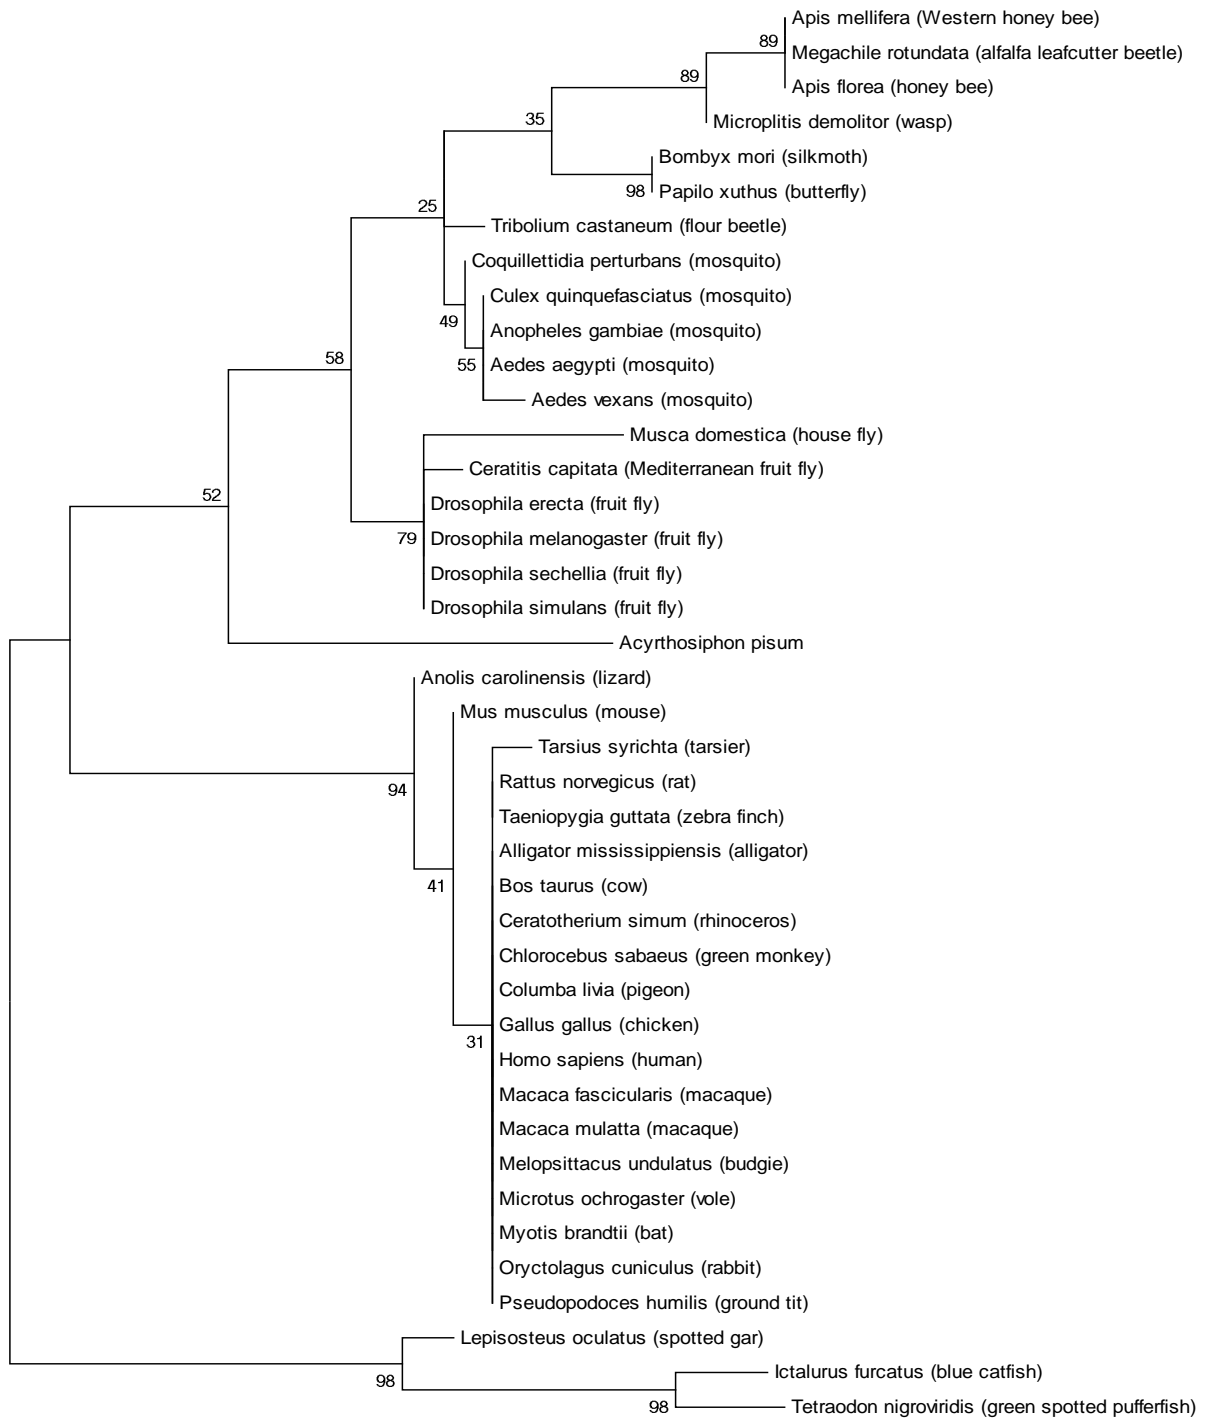 Apis mellifera (Western honey bee)
89
Megachile rotundata (alfalfa leafcutter beetle)
89
Apis florea (honey bee)
35
Microplitis demolitor (wasp)
Bombyx mori (silkmoth)
98
Papilo xuthus (butterfly)
25
Tribolium castaneum (flour beetle)
Coquillettidia perturbans (mosquito)
Culex quinquefasciatus (mosquito)
49
Anopheles gambiae (mosquito)
58
55
Aedes aegypti (mosquito)
Aedes vexans (mosquito)
Musca domestica (house fly)
Ceratitis capitata (Mediterranean fruit fly)
52
Drosophila erecta (fruit fly)
79
Drosophila melanogaster (fruit fly)
Drosophila sechellia (fruit fly)
Drosophila simulans (fruit fly)
Acyrthosiphon pisum
Anolis carolinensis (lizard)
Mus musculus (mouse)
Tarsius syrichta (tarsier)
94
Rattus norvegicus (rat)
Taeniopygia guttata (zebra finch)
Alligator mississippiensis (alligator)
41
Bos taurus (cow)
Ceratotherium simum (rhinoceros)
Chlorocebus sabaeus (green monkey)
Columba livia (pigeon)
Gallus gallus (chicken)
31
Homo sapiens (human)
Macaca fascicularis (macaque)
Macaca mulatta (macaque)
Melopsittacus undulatus (budgie)
Microtus ochrogaster (vole)
Myotis brandtii (bat)
Oryctolagus cuniculus (rabbit)
Pseudopodoces humilis (ground tit)
Lepisosteus oculatus (spotted gar)
98
Ictalurus furcatus (blue catfish)
98
Tetraodon nigroviridis (green spotted pufferfish)